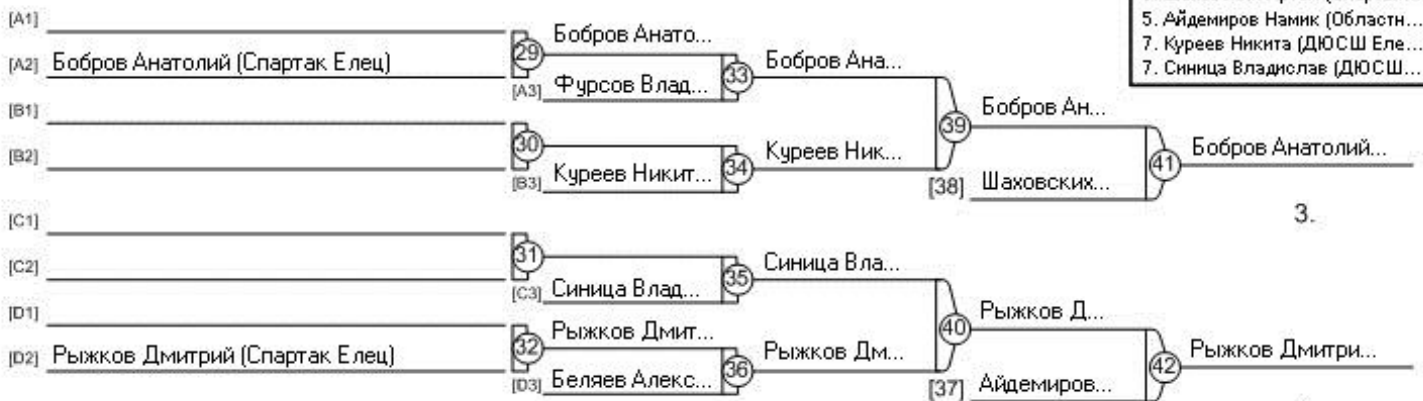 5. Айдемиров Намик (Областн...
7. Куреев Никита (ДЮСШ Еле...
7. Синица Владислав (ДЮСШ...
[A1]
Бобров Анато...
[A2] Бобров Анатолий (Спартак Елец)
29
Бобров Ана...
33
[A3] Фурсов Влад...
[B1]
Бобров Ан...
39
30
[B2]
Куреев Ник...
Бобров Анатолий...
34
41
[B3] Куреев Никит...
[38] Шаховских...
3.
[C1]
31
Синица Вла...
[C2]
35
[C3] Синица Влад...
[D1]
Рыжков Д...
40
Рыжков Дмит...
32
Рыжков Дм...
Рыжков Дмитри...
[D2] Рыжков Дмитрий (Спартак Елец)
36
42
[D3] Беляев Алекс...
[37] Айдемиров...